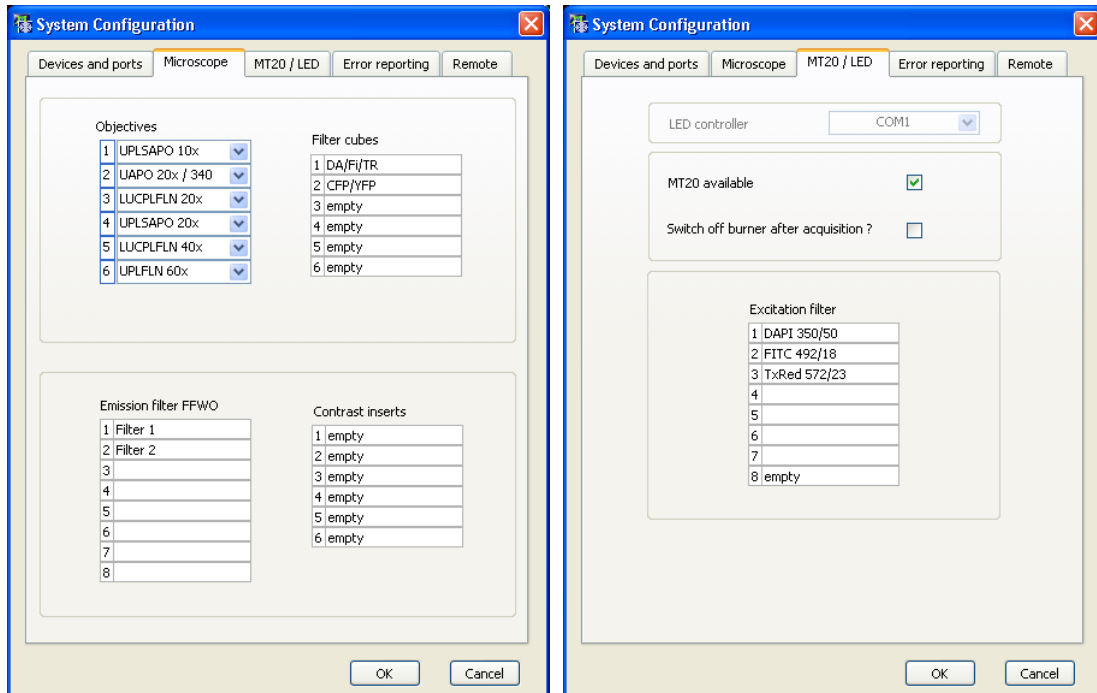 System Configuration
Devices and ports Microscope MT20 / LED Error reporting Remote
Objectives
1 UPLSAPO 10x
2 UAPO 20x / 340
3 LUCPLFLN 20x
4 UPLSAPO 20x
5 LUCPLFLN 40x
6 UPLFLN 60x
Filter cubes
1 DA/Fi/TR
2 CFP/YFP
3 empty
4 empty
5 empty
6 empty
Emission filter FFWO
1 Filter 1
2 Filter 2
3
4
5
6
7
8
Contrast inserts
1 empty
2 empty
3 empty
4 empty
5 empty
6 empty
OK Cancel
System Configuration
Devices and ports Microscope MT20 / LED Error reporting Remote
LED controller COM1
MT20 available
Switch off burner after acquisition ?
Excitation filter
1 DAPI 350/50
2 FITC 492/18
3 TxRed 572/23
4
5
6
7
8 empty
OK Cancel